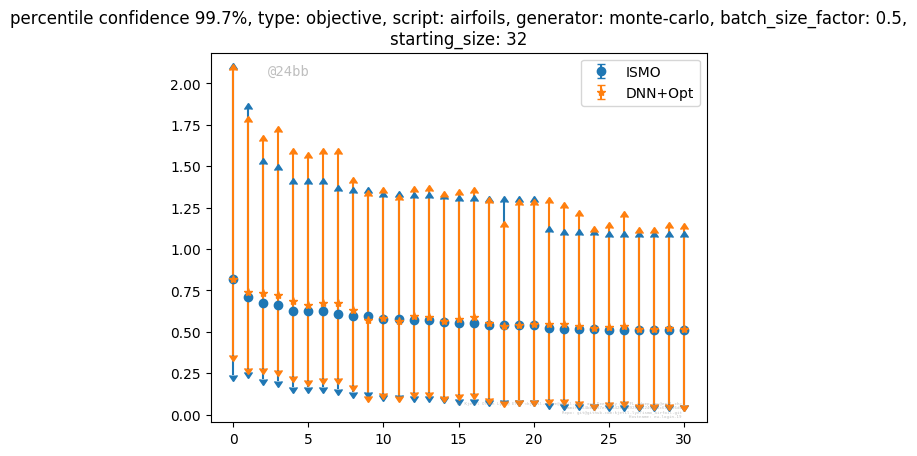 percentile confidence 99.7%, type: objective, script: airfoils, generator: monte-carlo, batch_size_factor: 0.5,
starting_size: 32
@24bb
ISMO
DNN+Opt
2.00
1.75
1.50
1.25
1.00
0.75
0.50
0.25
0.00
0 5 10 15 20 25 30